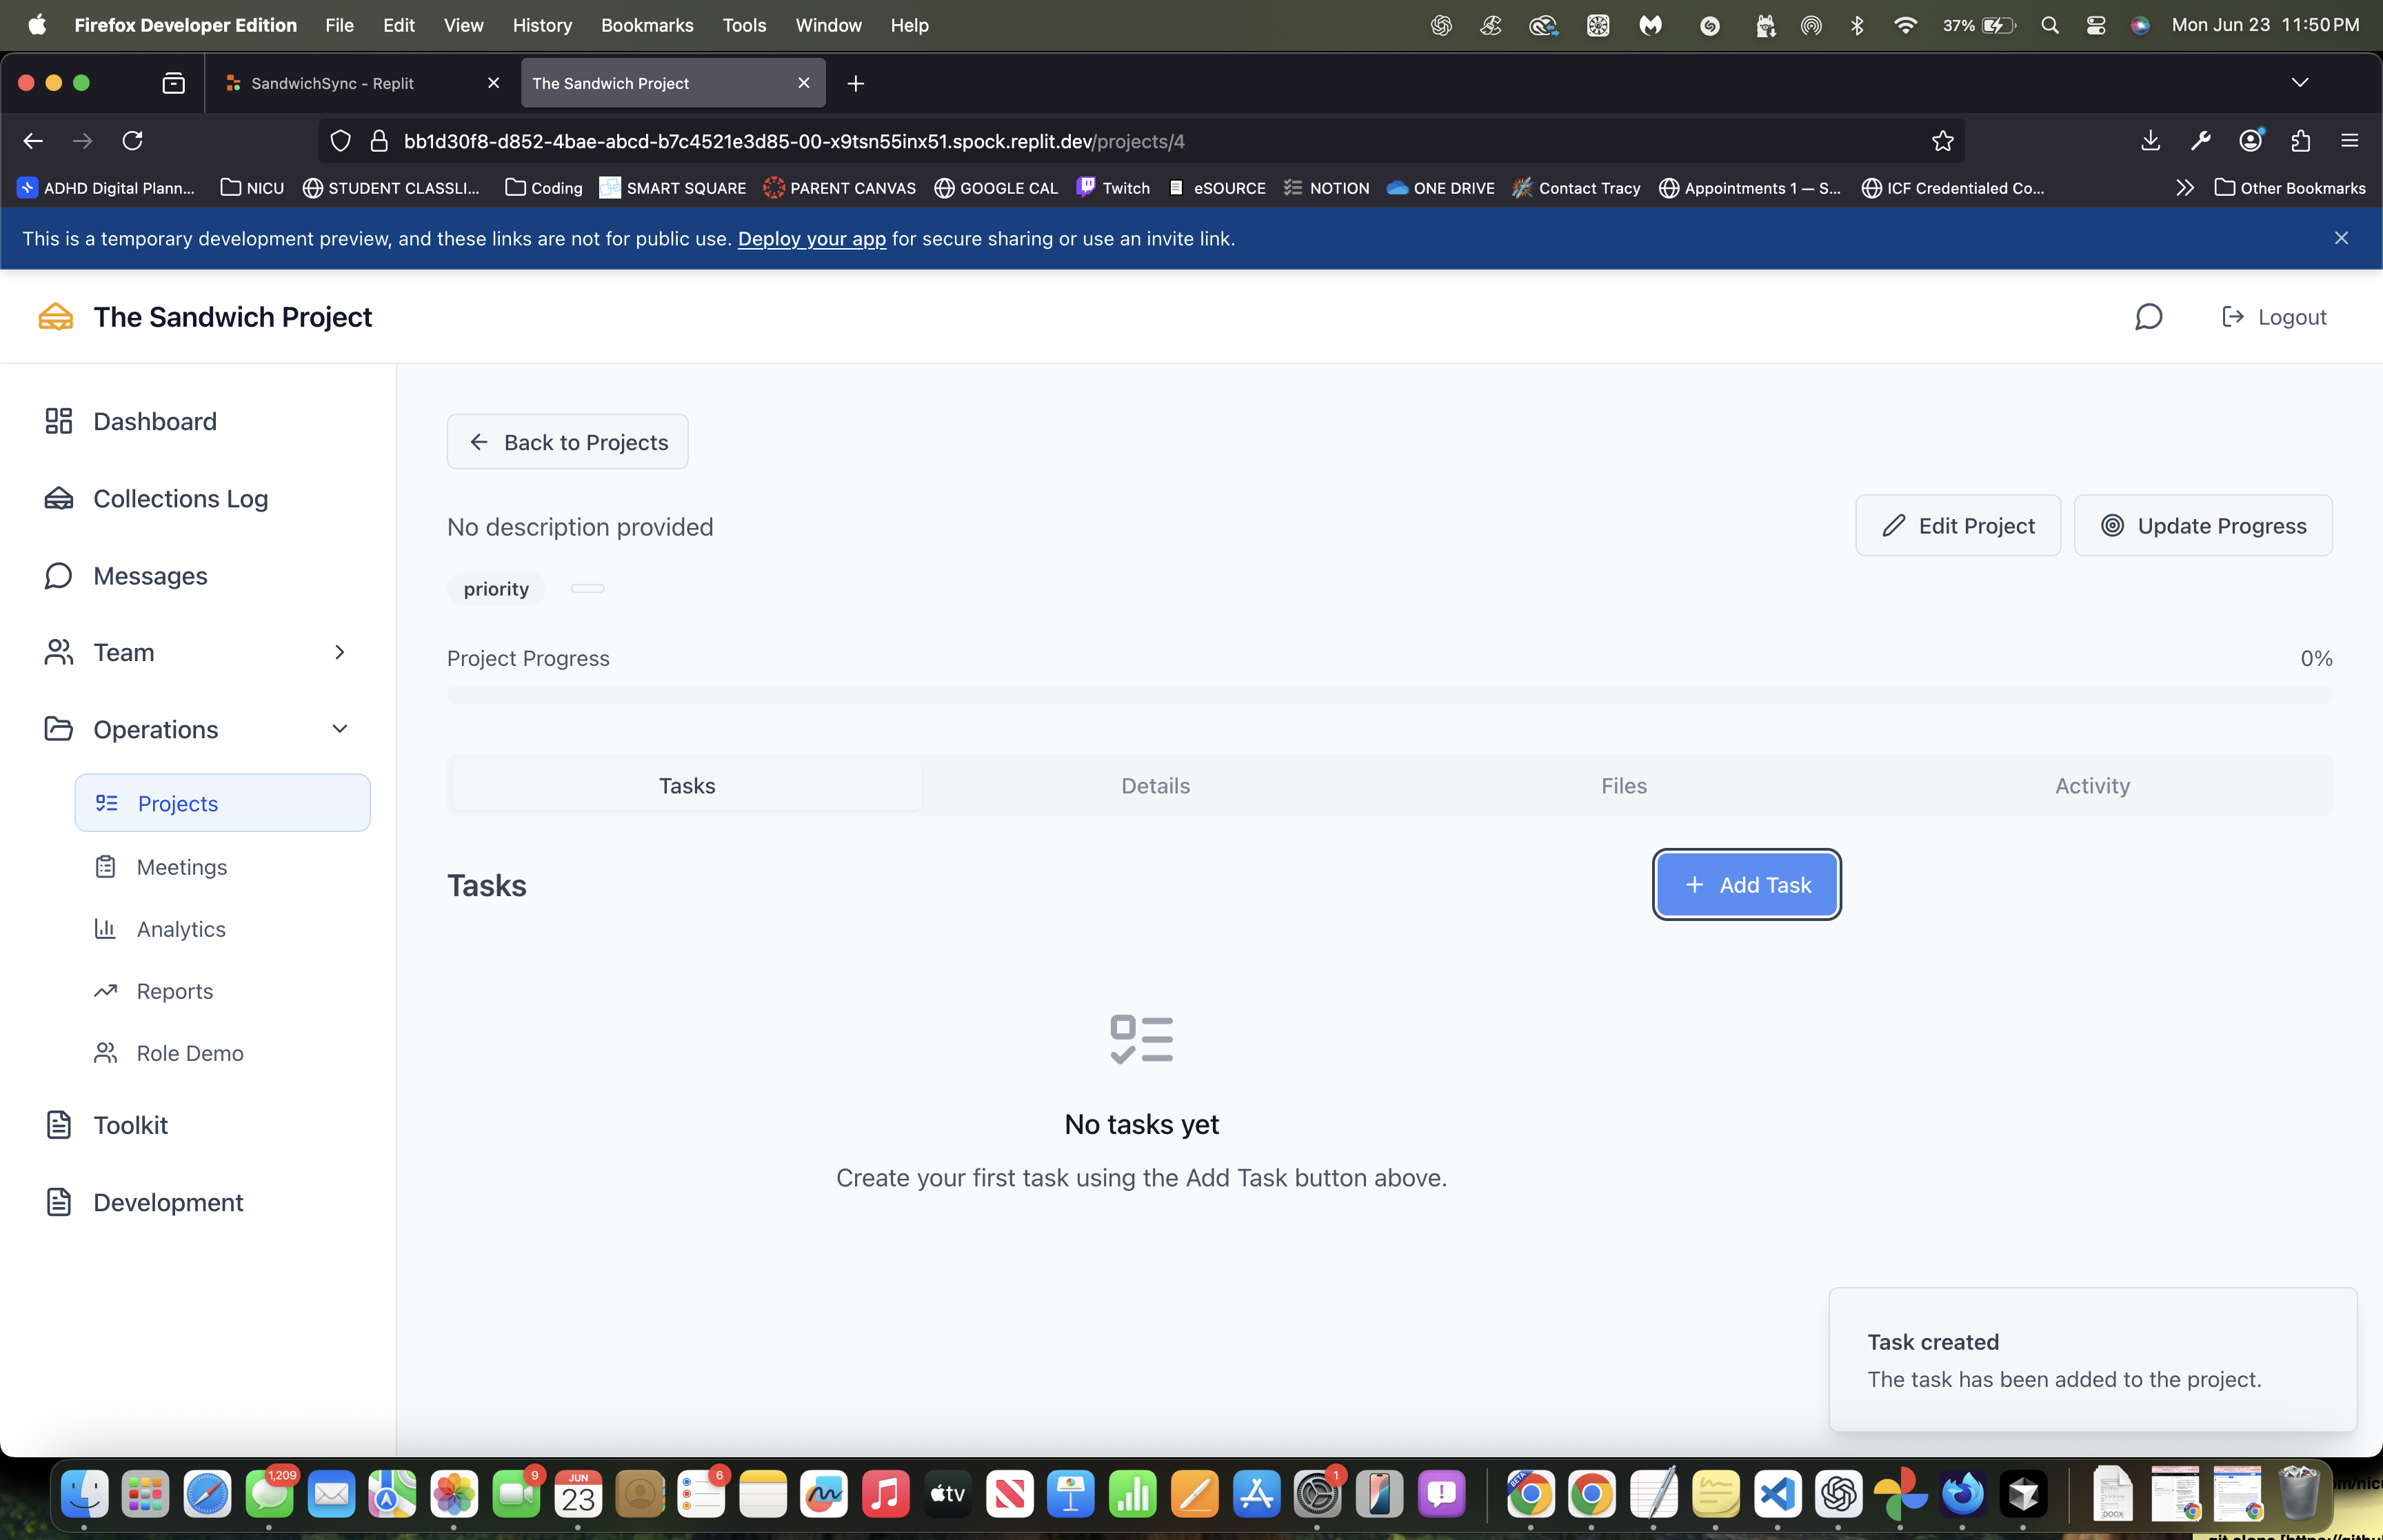 Firefox Developer Edition File Edit View History Bookmarks Tools Window Help 37% Mon Jun 23 11:50 PM
SandwichSync - Replit The Sandwich Project
bb1d30f8-d852-4bae-abcd-b7c4521e3d85-00-x9tsn55inx51.spock.replit.dev/projects/4
ADHD Digital Plann... NICU STUDENT CLASSLI... Coding SMART SQUARE PARENT CANVAS GOOGLE CAL Twitch eSOURCE NOTION ONE DRIVE Contact Tracy Appointments 1 — S... ICF Credentialed Co... Other Bookmarks
This is a temporary development preview, and these links are not for public use. Deploy your app for secure sharing or use an invite link.
The Sandwich Project
Logout
Dashboard
Collections Log
Messages
Team
Operations
Projects
Meetings
Analytics
Reports
Role Demo
Toolkit
Development
Back to Projects
No description provided
Edit Project
Update Progress
priority
Project Progress
0%
Tasks Details Files Activity
Tasks
Add Task
No tasks yet
Create your first task using the Add Task button above.
Task created
The task has been added to the project.
1,209
9
JUN
23
6
tv
1
BETA
DOCX